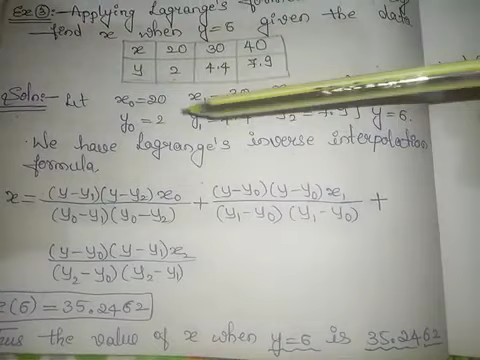 Ex ③:- Applying Lagrange's
find x when y=6 given the data
x 20 30 40
y 2 4.4 7.9
Soln:- Let x₀=20
y₀ = 2 y=6.
We have Lagrange's inverse interpolation
formula
x = (y-y₁)(y-y₂)x₀ / (y₀-y₁)(y₀-y₂) + (y-y₀)(y-y₀)x₁ / (y₁-y₀)(y₁-y₀) +
(y-y₀)(y-y₁)x₂ / (y₂-y₀)(y₂-y₁)
(6) = 35.2462
the value of x when y=6 is 35.2462